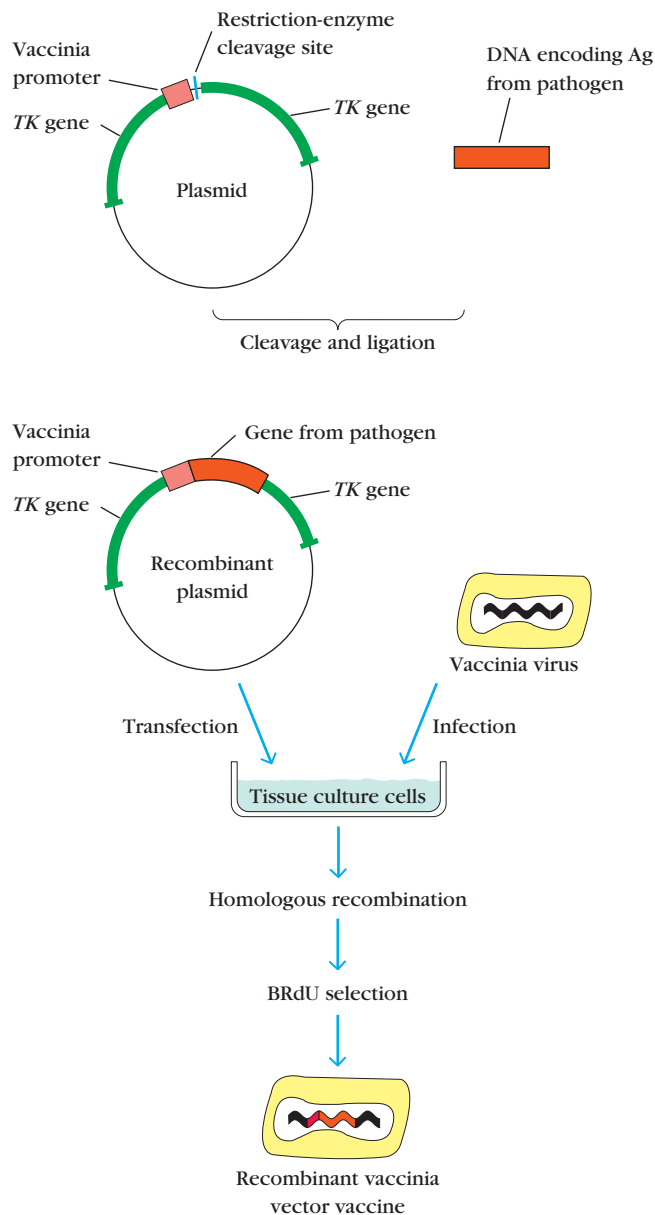 Restriction-enzyme
cleavage site
Vaccinia
promoter
TK gene
TK gene
Plasmid
DNA encoding Ag
from pathogen
Cleavage and ligation
Vaccinia
promoter
Gene from pathogen
TK gene
TK gene
Recombinant
plasmid
Vaccinia virus
Transfection
Infection
Tissue culture cells
Homologous recombination
BRdU selection
Recombinant vaccinia
vector vaccine